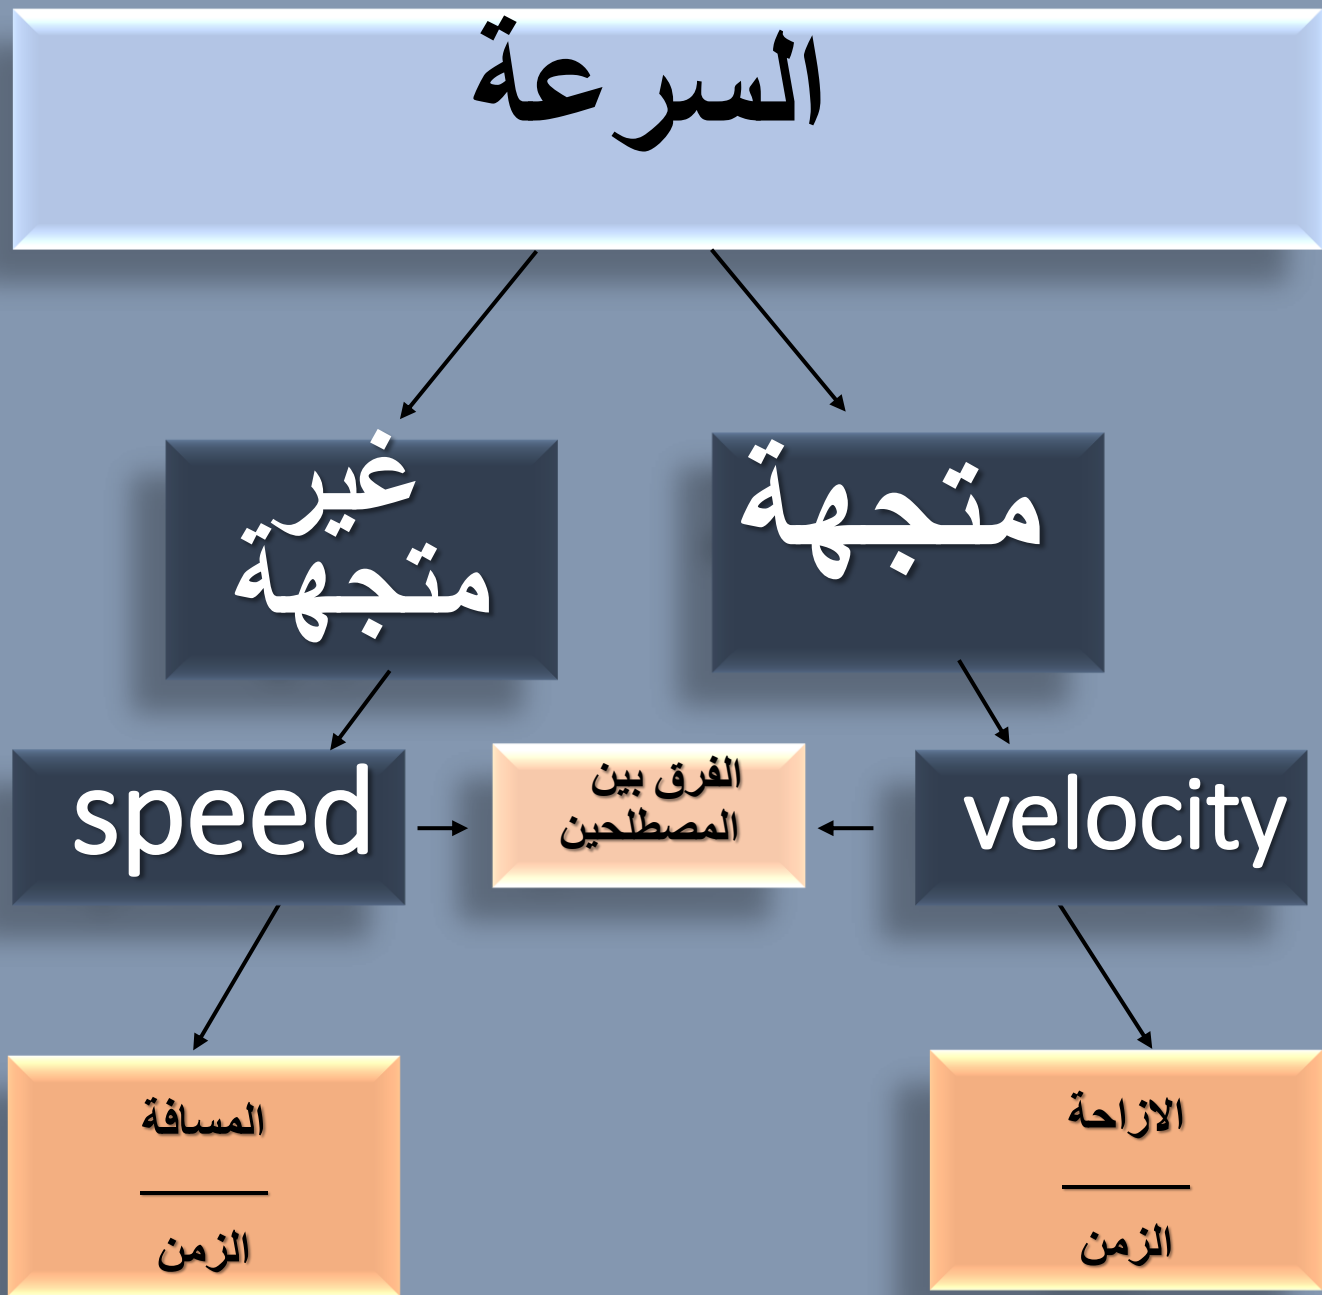 السرعة
متجهة
غير
متجهة
velocity
الفرق بين
المصطلحين
speed
الازاحة
الزمن
المسافة
الزمن